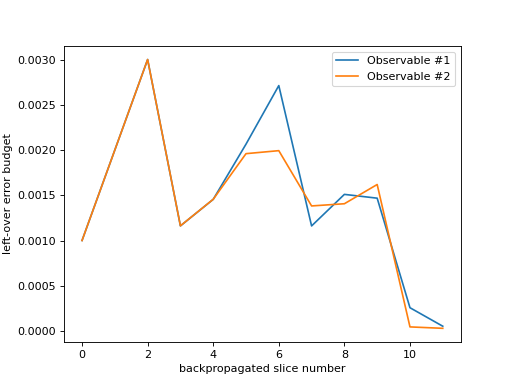 Observable #1
Observable #2
left-over error budget
0.0030
0.0025
0.0020
0.0015
0.0010
0.0005
0.0000
0 2 4 6 8 10
backpropagated slice number